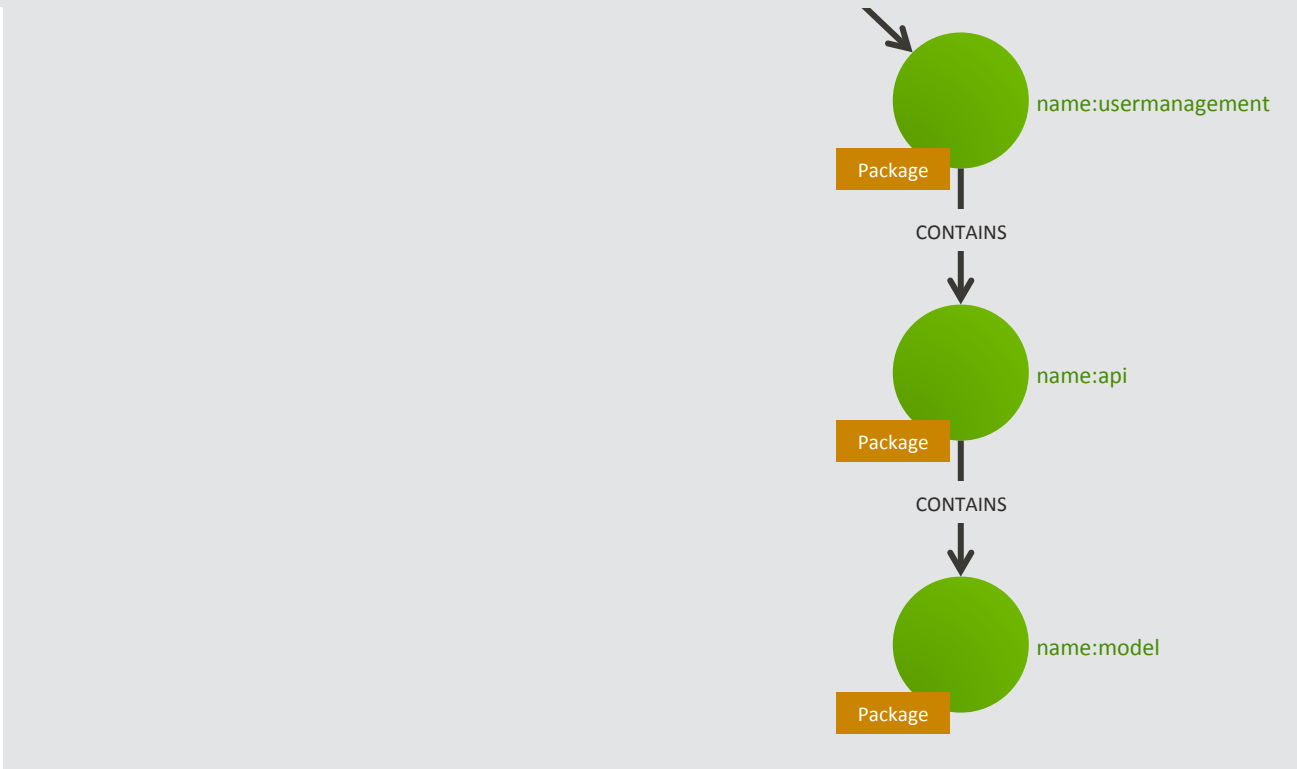 name:usermanagement
Package
CONTAINS
name:api
Package
CONTAINS
name:model
Package